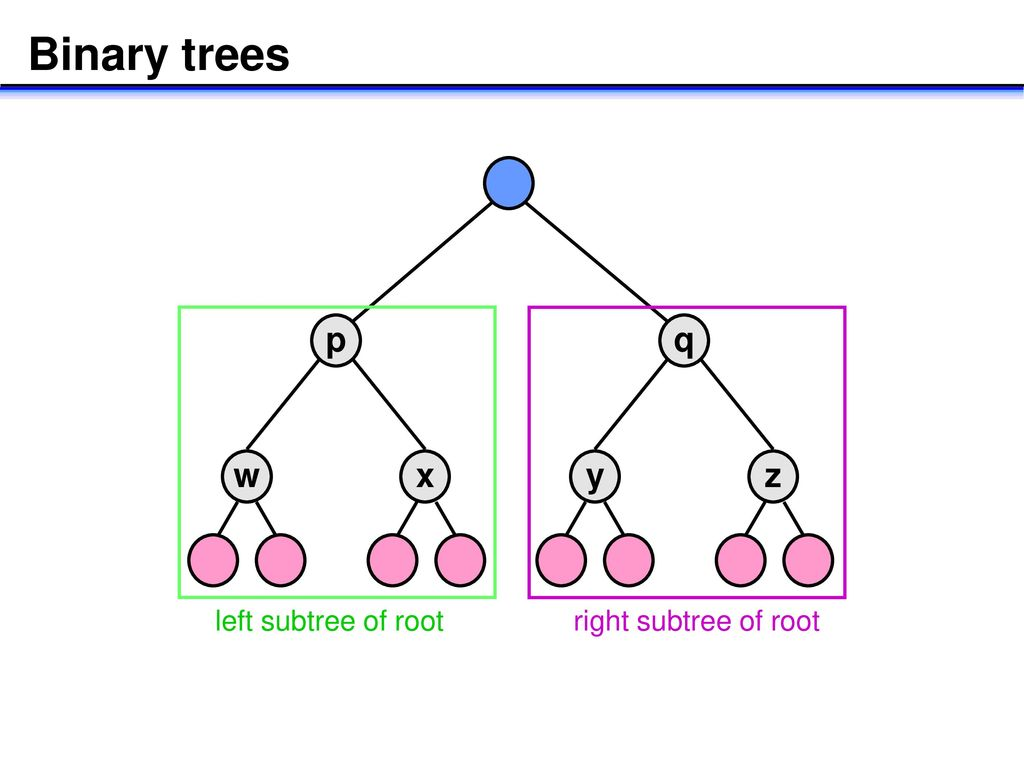 Binary trees
p
q
w
x
y
z
left subtree of root
right subtree of root